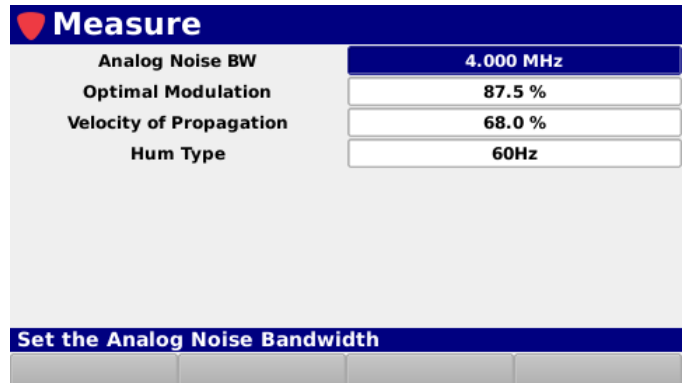 Measure
Analog Noise BW 4.000 MHz
Optimal Modulation 87.5 %
Velocity of Propagation 68.0 %
Hum Type 60Hz
Set the Analog Noise Bandwidth